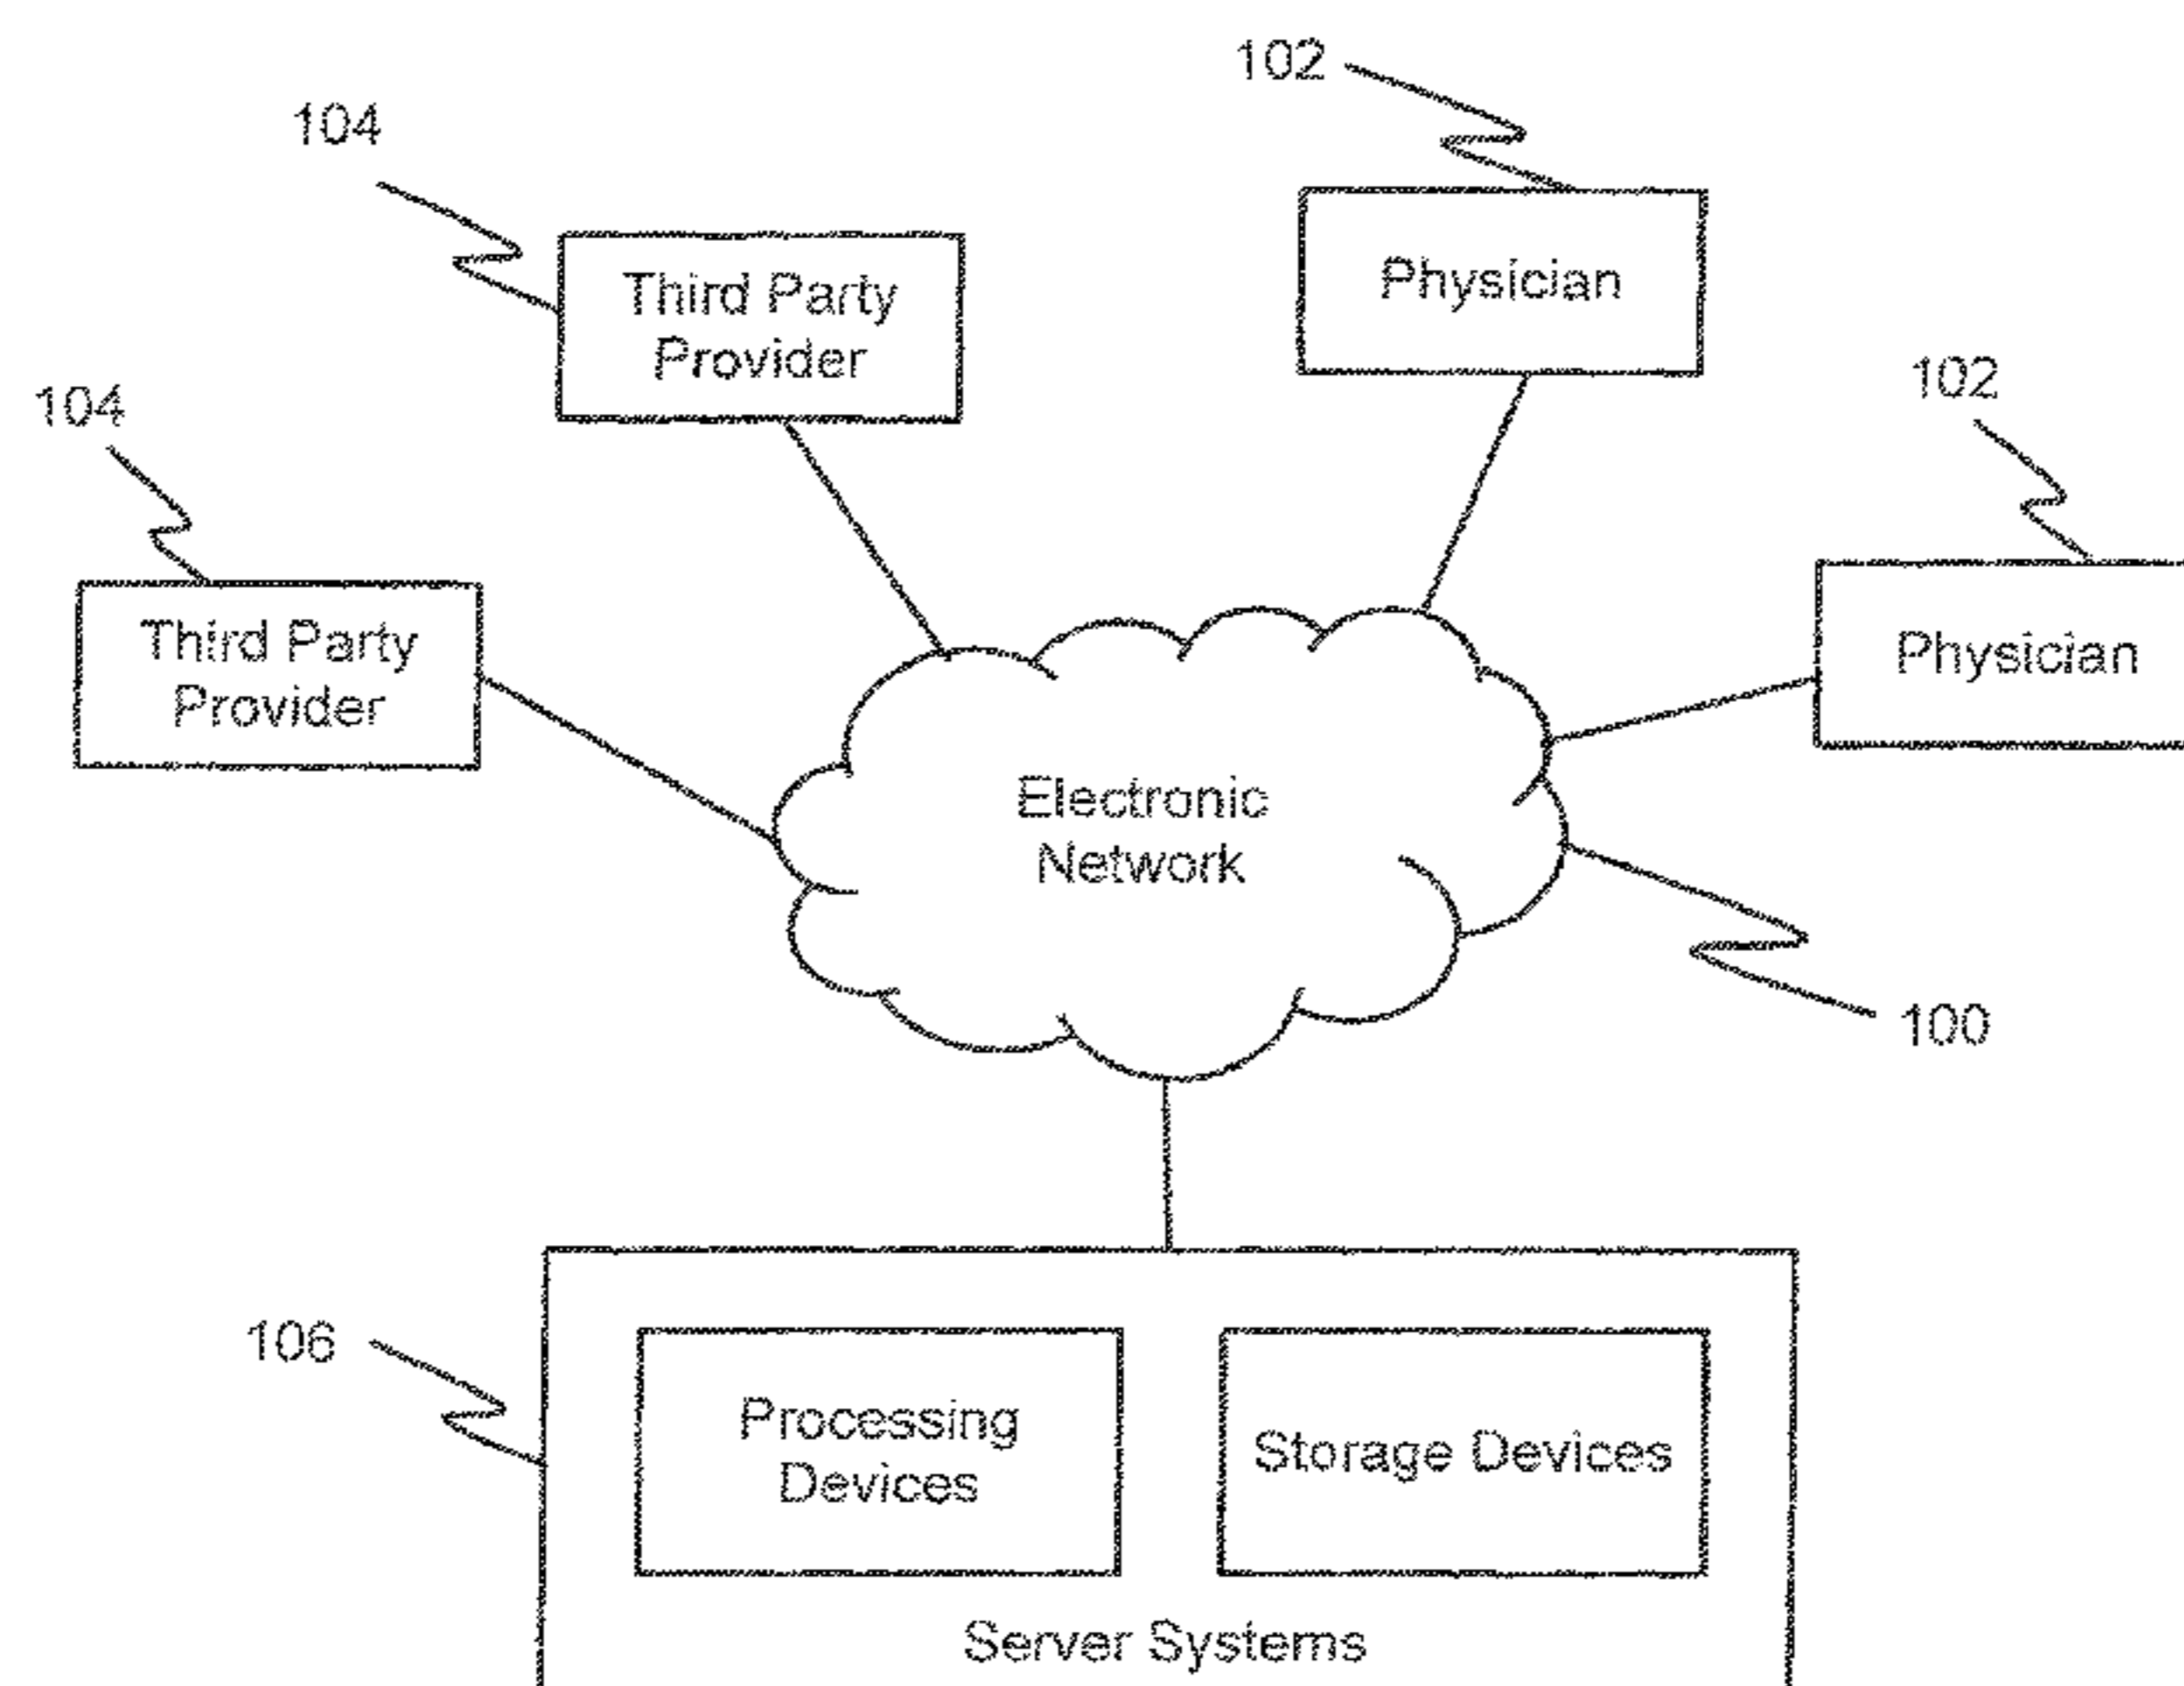 102
104
Third Party
Provider
Physician
102
104
Third Party
Provider
Physician
Electronic
Network
100
106
Processing
Devices
Storage Devices
Server Systems